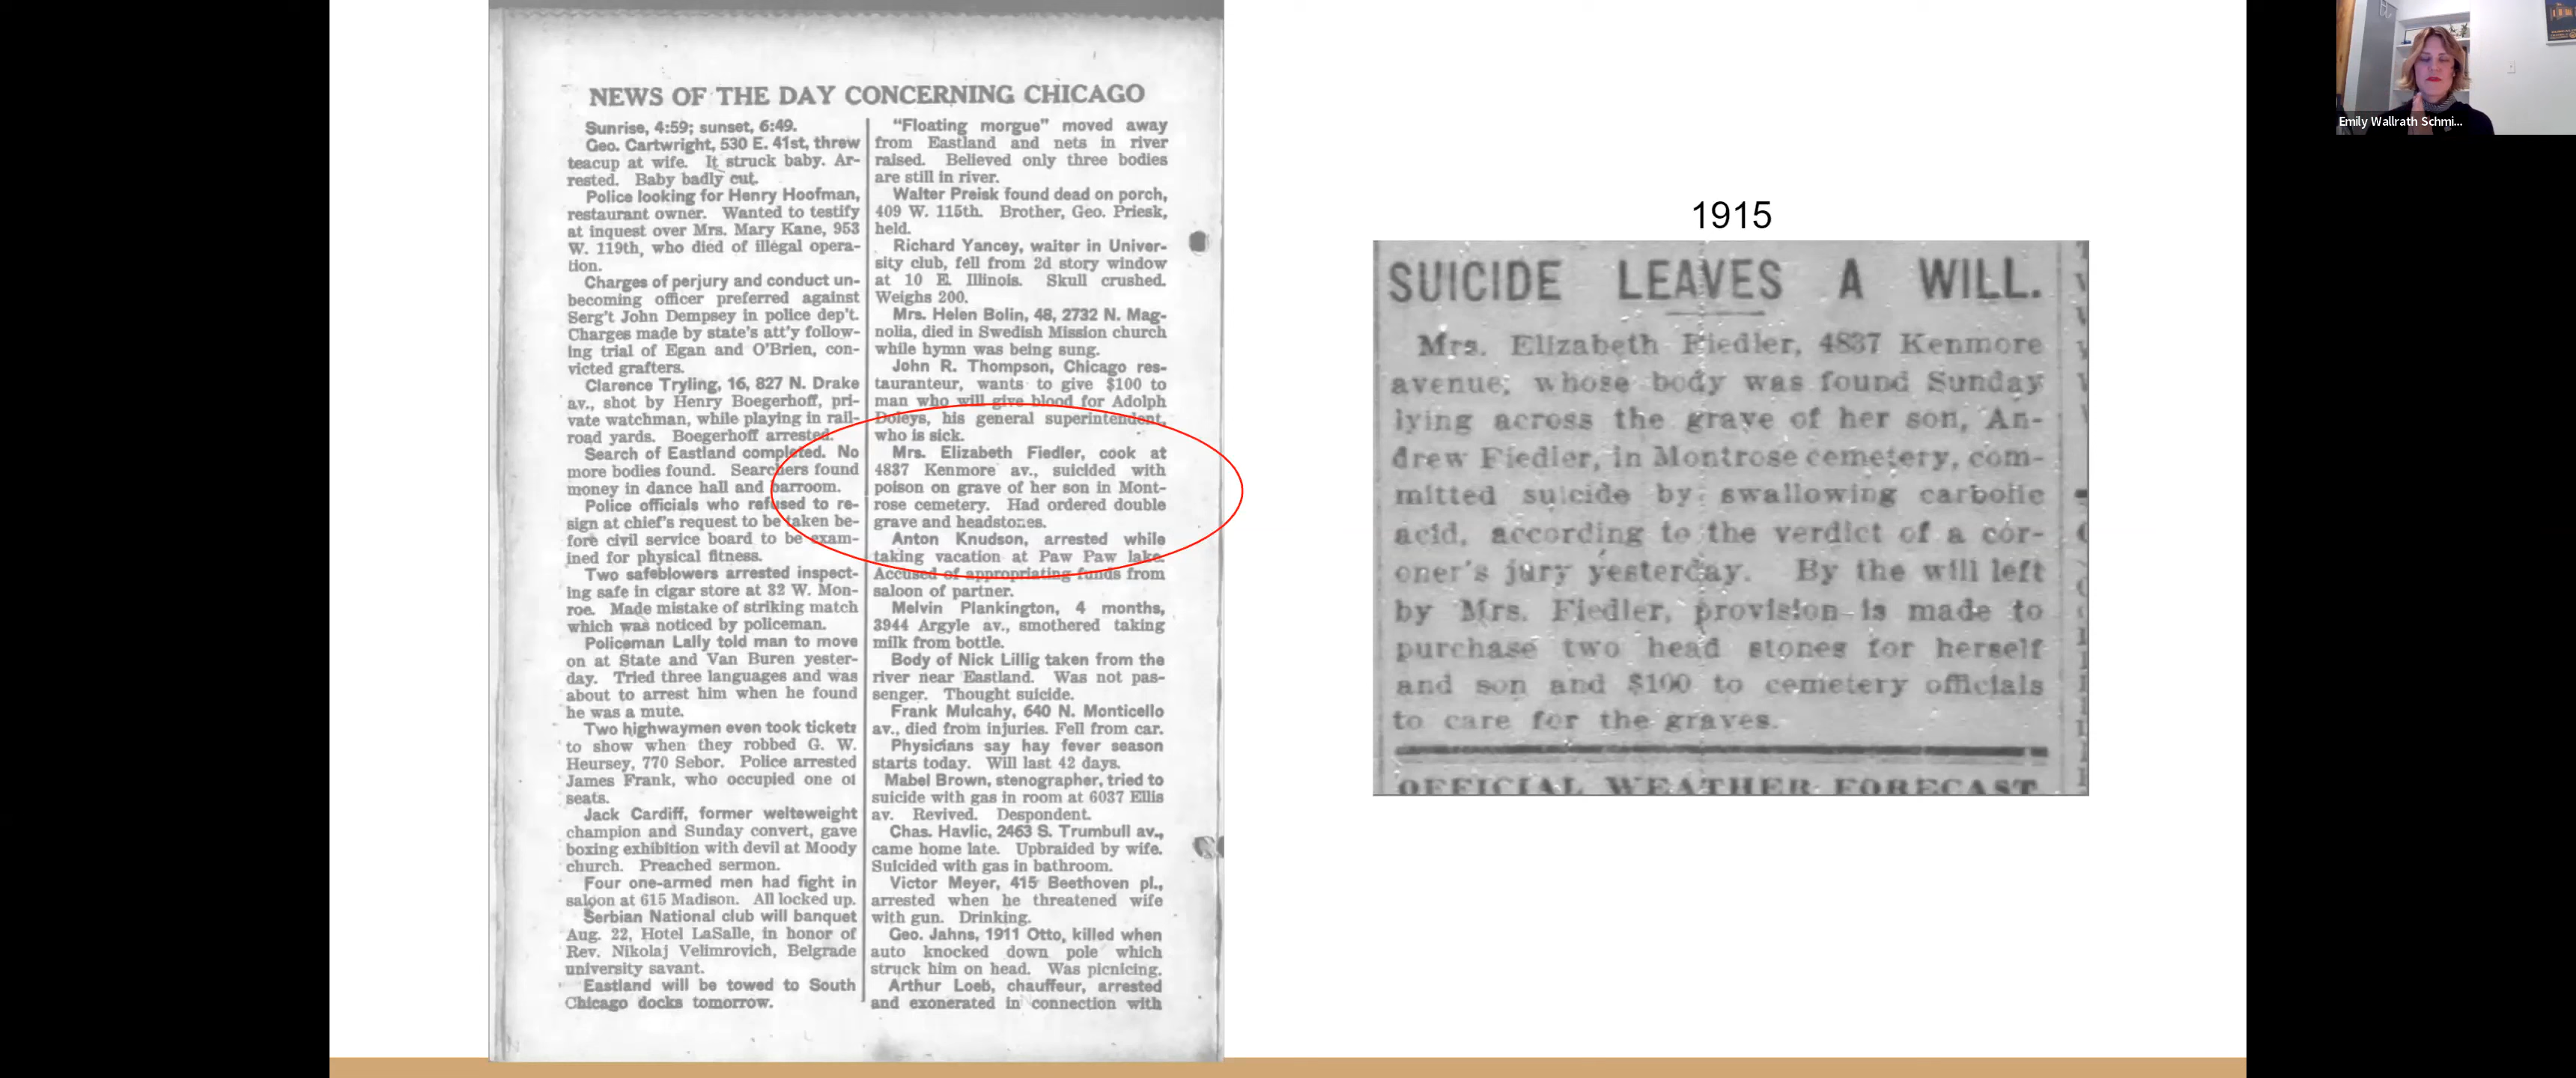 NEWS OF THE DAY CONCERNING CHICAGO
Sunrise, 4:59; sunset, 6:49.
Geo. Cartwright, 530 E. 41st, threw
teacup at wife. It struck baby. Ar-
rested. Baby badly cut.
Police looking for Henry Hoofman,
restaurant owner. Wanted to testify
at inquest over Mrs. Mary Kane, 953
W. 119th, who died of illegal opera-
tion.
Charges of perjury and conduct un-
becoming officer preferred against
Serg't John Dempsey in police dep't.
Charges made by state's att'y follow-
ing trial of Egan and O'Brien, con-
victed grafters.
Clarence Tryling, 16, 827 N. Drake
av., shot by Henry Boegerhoff, pri-
vate watchman, while playing in rail-
road yards. Boegerhoff arrested.
Search of Eastland completed. No
more bodies found. Searchers found
money in dance hall and barroom.
Police officials who refused to re-
sign at chief's request to be taken be-
fore civil service board to be exam-
ined for physical fitness.
Two safeblowers arrested inspect-
ing safe in cigar store at 32 W. Mon-
roe. Made mistake of striking match
which was noticed by policeman.
Policeman Lally told man to move
on at State and Van Buren yester-
day. Tried three languages and was
about to arrest him when he found
he was a mute.
Two highwaymen even took tickets
to show when they robbed G. W.
Heursey, 770 Sebor. Police arrested
James Frank, who occupied one of
seats.
Jack Cardiff, former welteweight
champion and Sunday convert, gave
boxing exhibition with devil at Moody
church. Preached sermon.
Four one-armed men had fight in
saloon at 615 Madison. All locked up.
Serbian National club will banquet
Aug. 22, Hotel LaSalle, in honor of
Rev. Nikolaj Velimrovich, Belgrade
university savant.
Eastland will be towed to South
Chicago docks tomorrow.
"Floating morgue" moved away
from Eastland and nets in river
raised. Believed only three bodies
are still in river.
Walter Preisk found dead on porch,
409 W. 115th. Brother, Geo. Priesk,
held.
Richard Yancey, waiter in Univer-
sity club, fell from 2d story window
at 10 E. Illinois. Skull crushed.
Weighs 200.
Mrs. Helen Bolin, 48, 2732 N. Mag-
nolia, died in Swedish Mission church
while hymn was being sung.
John R. Thompson, Chicago res-
tauranteur, wants to give $100 to
man who will give blood for Adolph
Doleys, his general superintendent,
who is sick.
Mrs. Elizabeth Fiedler, cook at
4837 Kenmore av., suicided with
poison on grave of her son in Mont-
rose cemetery. Had ordered double
grave and headstones.
Anton Knudson, arrested while
taking vacation at Paw Paw lake.
Accused of appropriating funds from
saloon of partner.
Melvin Plankington, 4 months,
3944 Argyle av., smothered taking
milk from bottle.
Body of Nick Lillig taken from the
river near Eastland. Was not pas-
senger. Thought suicide.
Frank Mulcahy, 640 N. Monticello
av., died from injuries. Fell from car.
Physicians say hay fever season
starts today. Will last 42 days.
Mabel Brown, stenographer, tried to
suicide with gas in room at 6037 Ellis
av. Revived. Despondent.
Chas. Havlic, 2463 S. Trumbull av.,
came home late. Upbraided by wife.
Suicided with gas in bathroom.
Victor Meyer, 415 Beethoven pl.,
arrested when he threatened wife
with gun. Drinking.
Geo. Jahns, 1911 Otto, killed when
auto knocked down pole which
struck him on head. Was picnicing.
Arthur Loeb, chauffeur, arrested
and exonerated in connection with
1915
SUICIDE LEAVES A WILL.
Mrs. Elizabeth Fiedler, 4837 Kenmore
avenue, whose body was found Sunday
lying across the grave of her son, An-
drew Fiedler, in Montrose cemetery, com-
mitted suicide by swallowing carbolic
acid, according to the verdict of a cor-
oner's jury yesterday. By the will left
by Mrs. Fiedler, provision is made to
purchase two head stones for herself
and son and $100 to cemetery officials
to care for the graves.
OFFICIAL WEATHER FORECAST
Emily Wallrath Schmi...